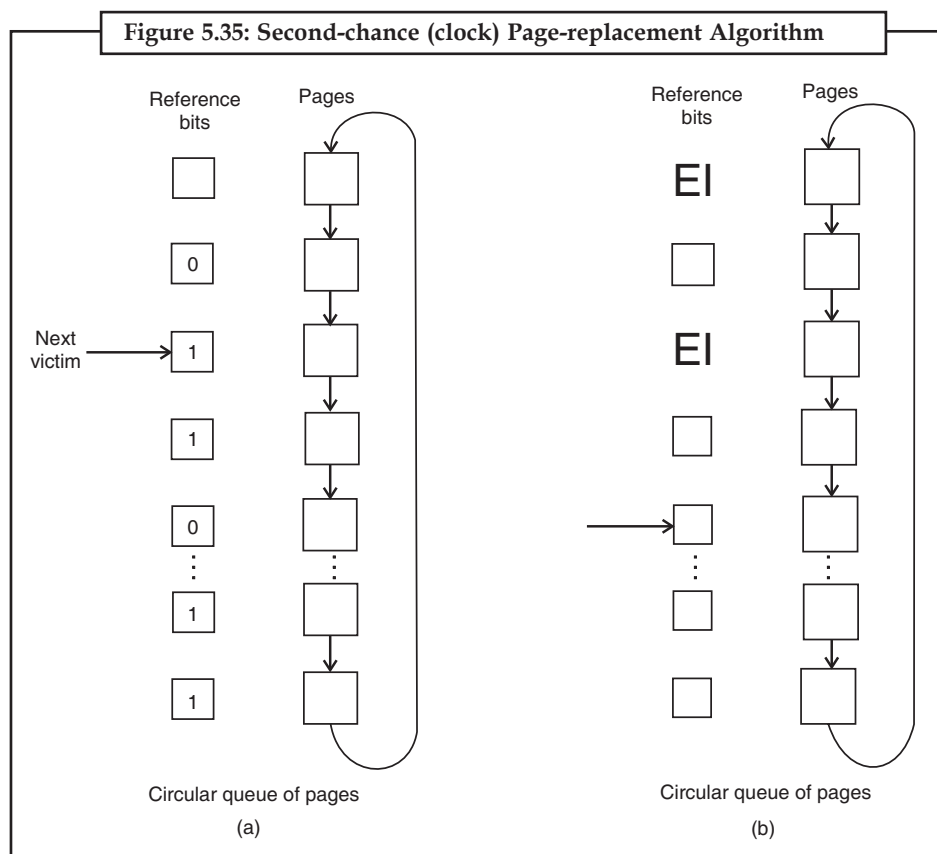 Figure 5.35: Second-chance (clock) Page-replacement Algorithm
Reference
bits
Pages
0
Next
victim
1
1
0
1
1
Circular queue of pages
(a)
Reference
bits
Pages
EI
EI
Circular queue of pages
(b)